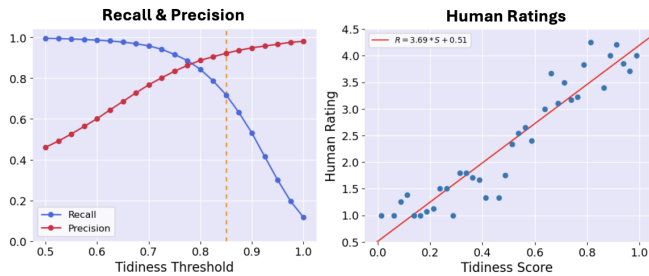 Recall & Precision
1.0
0.8
0.6
0.4
0.2
0.0
Recall
Precision
0.5 0.6 0.7 0.8 0.9 1.0
Tidiness Threshold
Human Ratings
Human Rating
4.5
4.0
3.5
3.0
2.5
2.0
1.5
1.0
0.5
R = 3.69 * S + 0.51
0.0 0.2 0.4 0.6 0.8 1.0
Tidiness Score